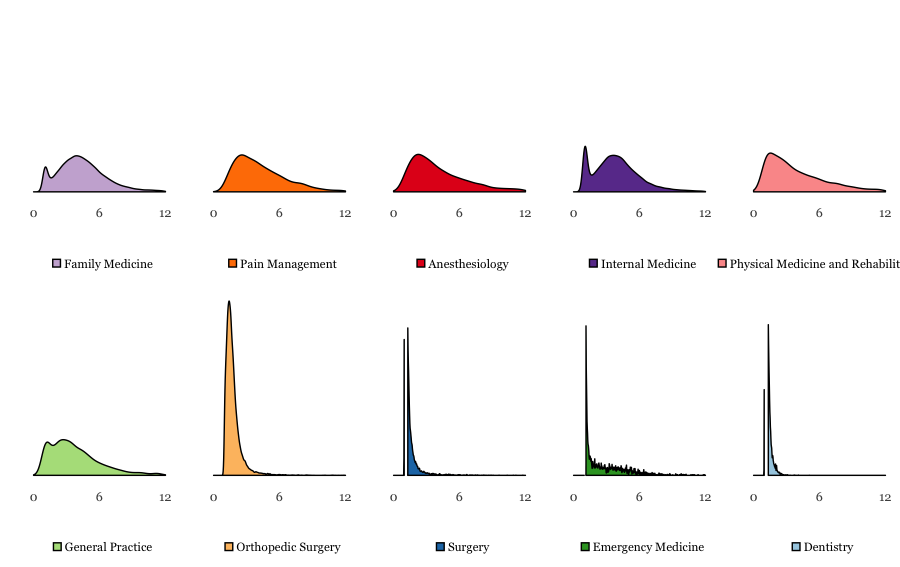 0 6 12 0 6 12 0 6 12 0 6 12 0 6 12
Family Medicine Pain Management Anesthesiology Internal Medicine Physical Medicine and Rehabilit
0 6 12 0 6 12 0 6 12 0 6 12 0 6 12
General Practice Orthopedic Surgery Surgery Emergency Medicine Dentistry